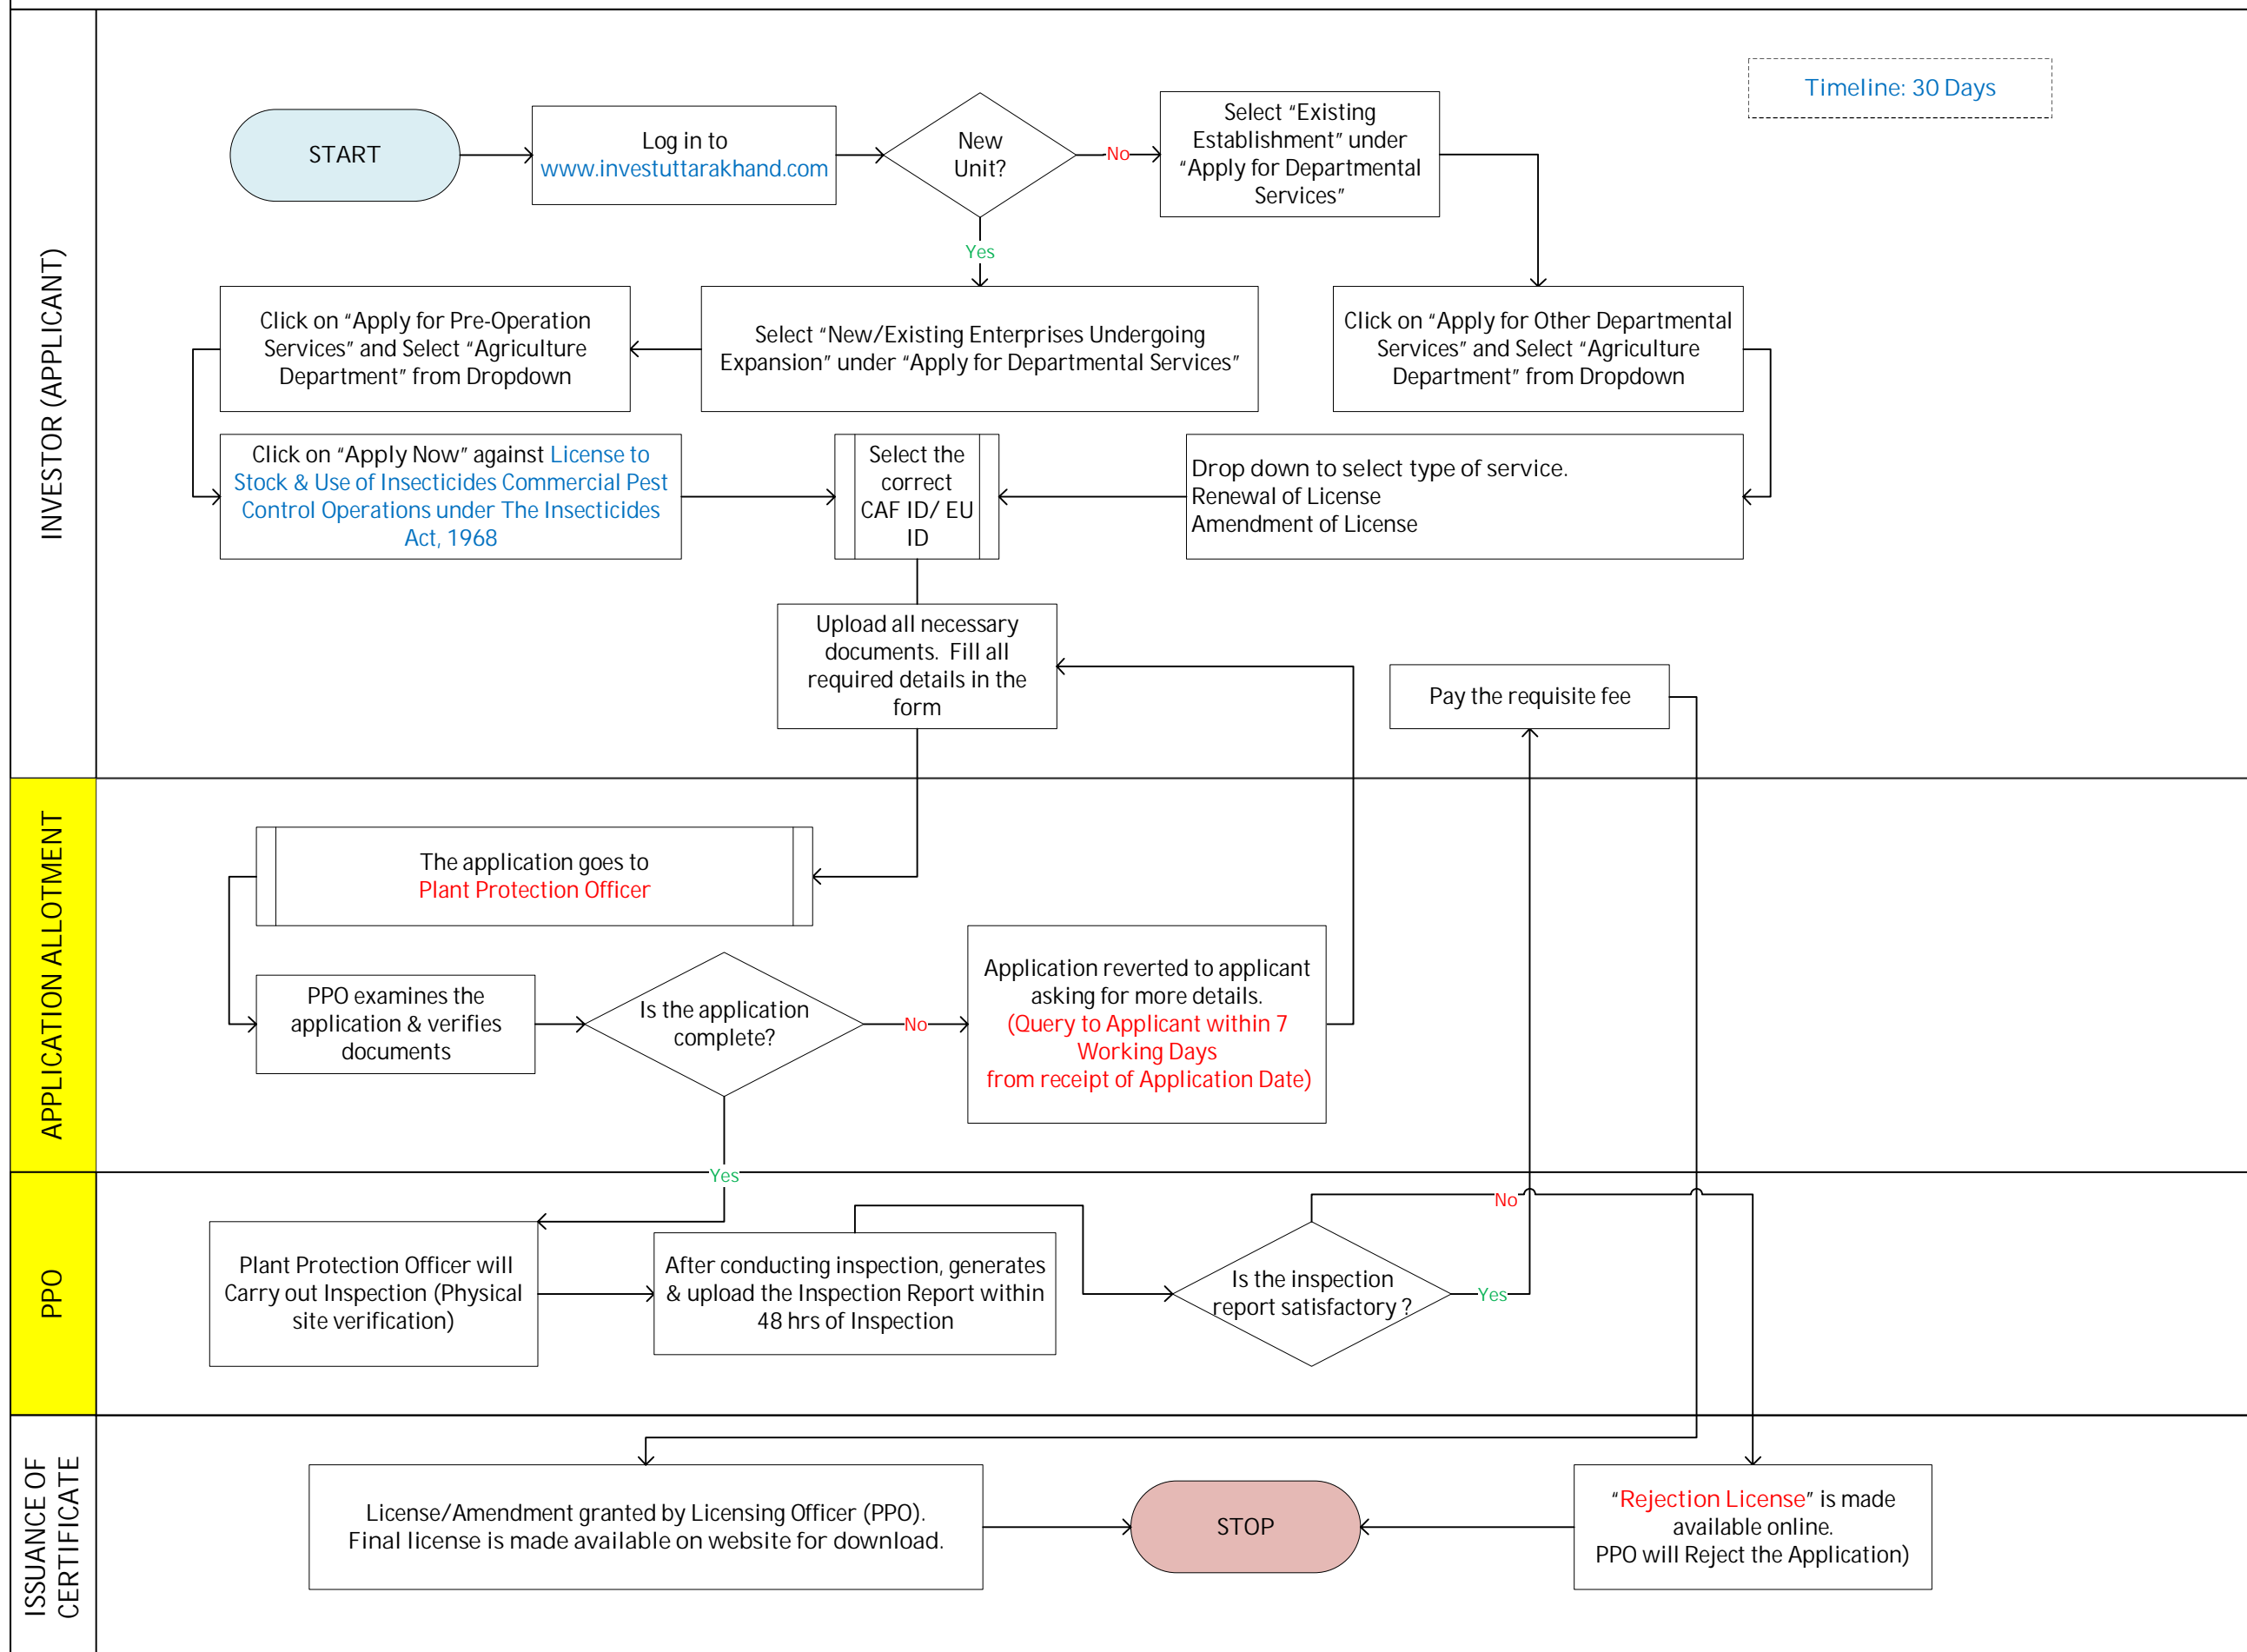 INVESTOR (APPLICANT)
Timeline: 30 Days
START
Log in to
www.investuttarakhand.com
New
Unit?
No
Select “Existing
Establishment” under
“Apply for Departmental
Services”
Yes
Click on “Apply for Pre-Operation
Services” and Select “Agriculture
Department” from Dropdown
Select “New/Existing Enterprises Undergoing
Expansion” under “Apply for Departmental Services”
Click on “Apply for Other Departmental
Services” and Select “Agriculture
Department” from Dropdown
Click on “Apply Now” against License to
Stock & Use of Insecticides Commercial Pest
Control Operations under The Insecticides
Act, 1968
Select the
correct
CAF ID/ EU
ID
Drop down to select type of service.
Renewal of License
Amendment of License
Upload all necessary
documents.  Fill all
required details in the
form
Pay the requisite fee
APPLICATION ALLOTMENT
The application goes to
Plant Protection Officer
PPO examines the
application & verifies
documents
Is the application
complete?
No
Application reverted to applicant
asking for more details.
(Query to Applicant within 7
Working Days
from receipt of Application Date)
Yes
PPO
Plant Protection Officer will
Carry out Inspection (Physical
site verification)
After conducting inspection, generates
& upload the Inspection Report within
48 hrs of Inspection
Is the inspection
report satisfactory ?
No
Yes
ISSUANCE OF
CERTIFICATE
License/Amendment granted by Licensing Officer (PPO).
Final license is made available on website for download.
STOP
“Rejection License” is made
available online.
PPO will Reject the Application)